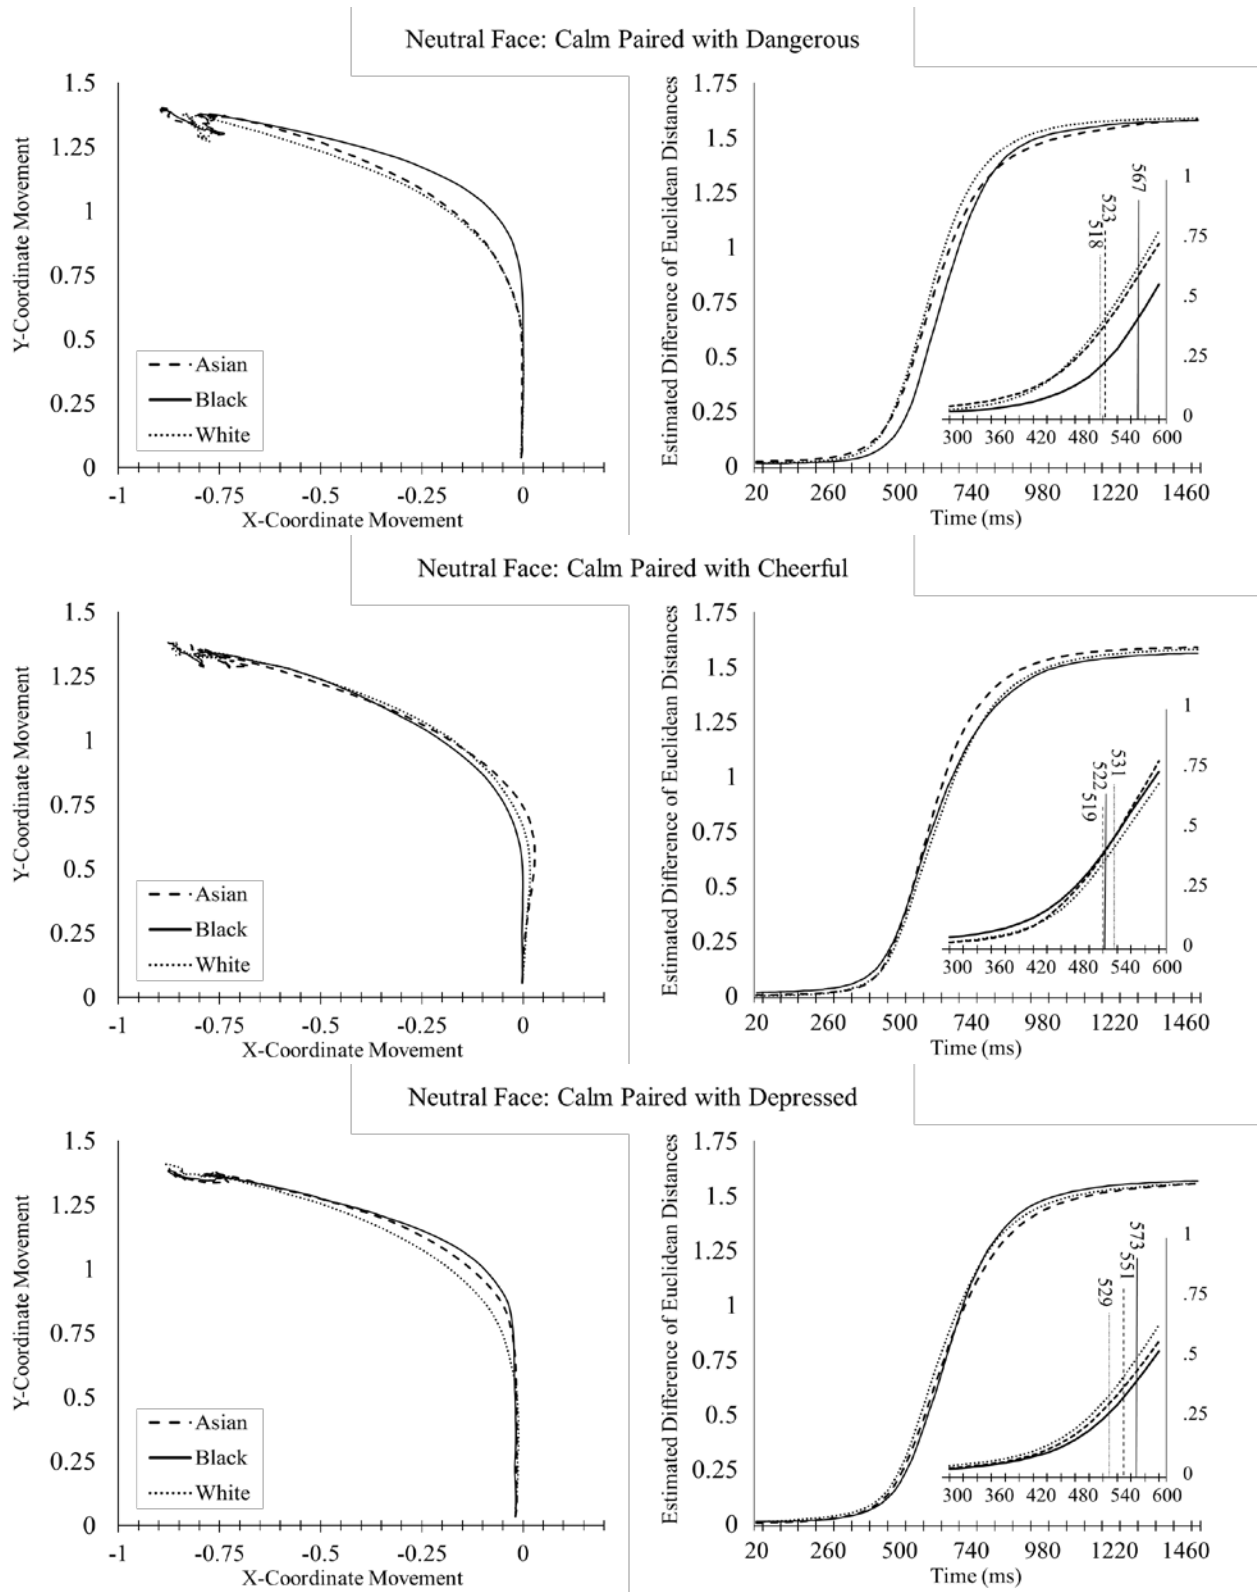 Neutral Face: Calm Paired with Dangerous
Y-Coordinate Movement
1.5
1.25
1
0.75
0.5
0.25
0
Asian
Black
White
-1
-0.75
-0.5
-0.25
0
X-Coordinate Movement
Estimated Difference of Euclidean Distances
1.75
1.5
1.25
1
0.75
0.5
0.25
0
518
523
567
1
.75
.5
.25
0
300 360 420 480 540 600
20 260 500 740 980 1220 1460
Time (ms)
Neutral Face: Calm Paired with Cheerful
Y-Coordinate Movement
1.5
1.25
1
0.75
0.5
0.25
0
Asian
Black
White
-1
-0.75
-0.5
-0.25
0
X-Coordinate Movement
Estimated Difference of Euclidean Distances
1.75
1.5
1.25
1
0.75
0.5
0.25
0
519
522
531
1
.75
.5
.25
0
300 360 420 480 540 600
20 260 500 740 980 1220 1460
Time (ms)
Neutral Face: Calm Paired with Depressed
Y-Coordinate Movement
1.5
1.25
1
0.75
0.5
0.25
0
Asian
Black
White
-1
-0.75
-0.5
-0.25
0
X-Coordinate Movement
Estimated Difference of Euclidean Distances
1.75
1.5
1.25
1
0.75
0.5
0.25
0
529
551
573
1
.75
.5
.25
0
300 360 420 480 540 600
20 260 500 740 980 1220 1460
Time (ms)